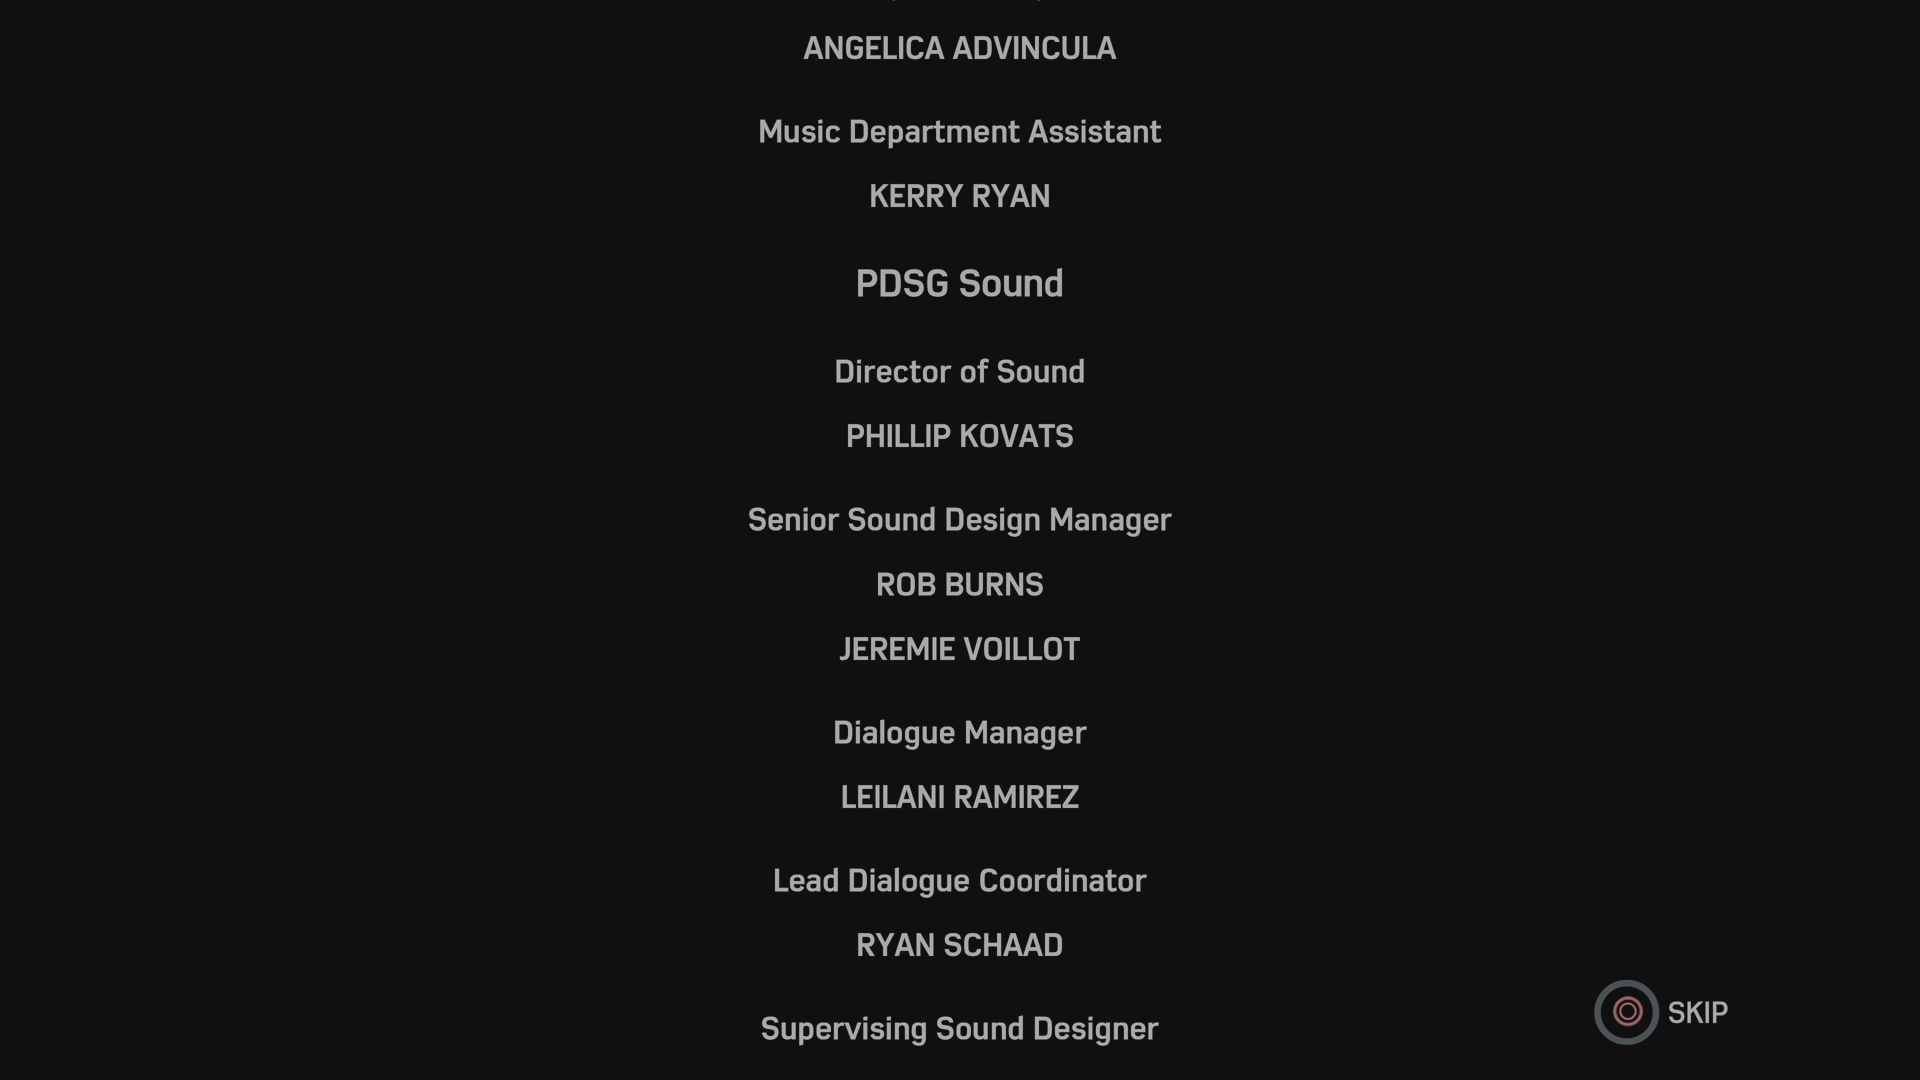 ANGELICA ADVINCULA
Music Department Assistant
KERRY RYAN
PDSG Sound
Director of Sound
PHILLIP KOVATS
Senior Sound Design Manager
ROB BURNS
JEREMIE VOILLOT
Dialogue Manager
LEILANI RAMIREZ
Lead Dialogue Coordinator
RYAN SCHAAD
Supervising Sound Designer
SKIP